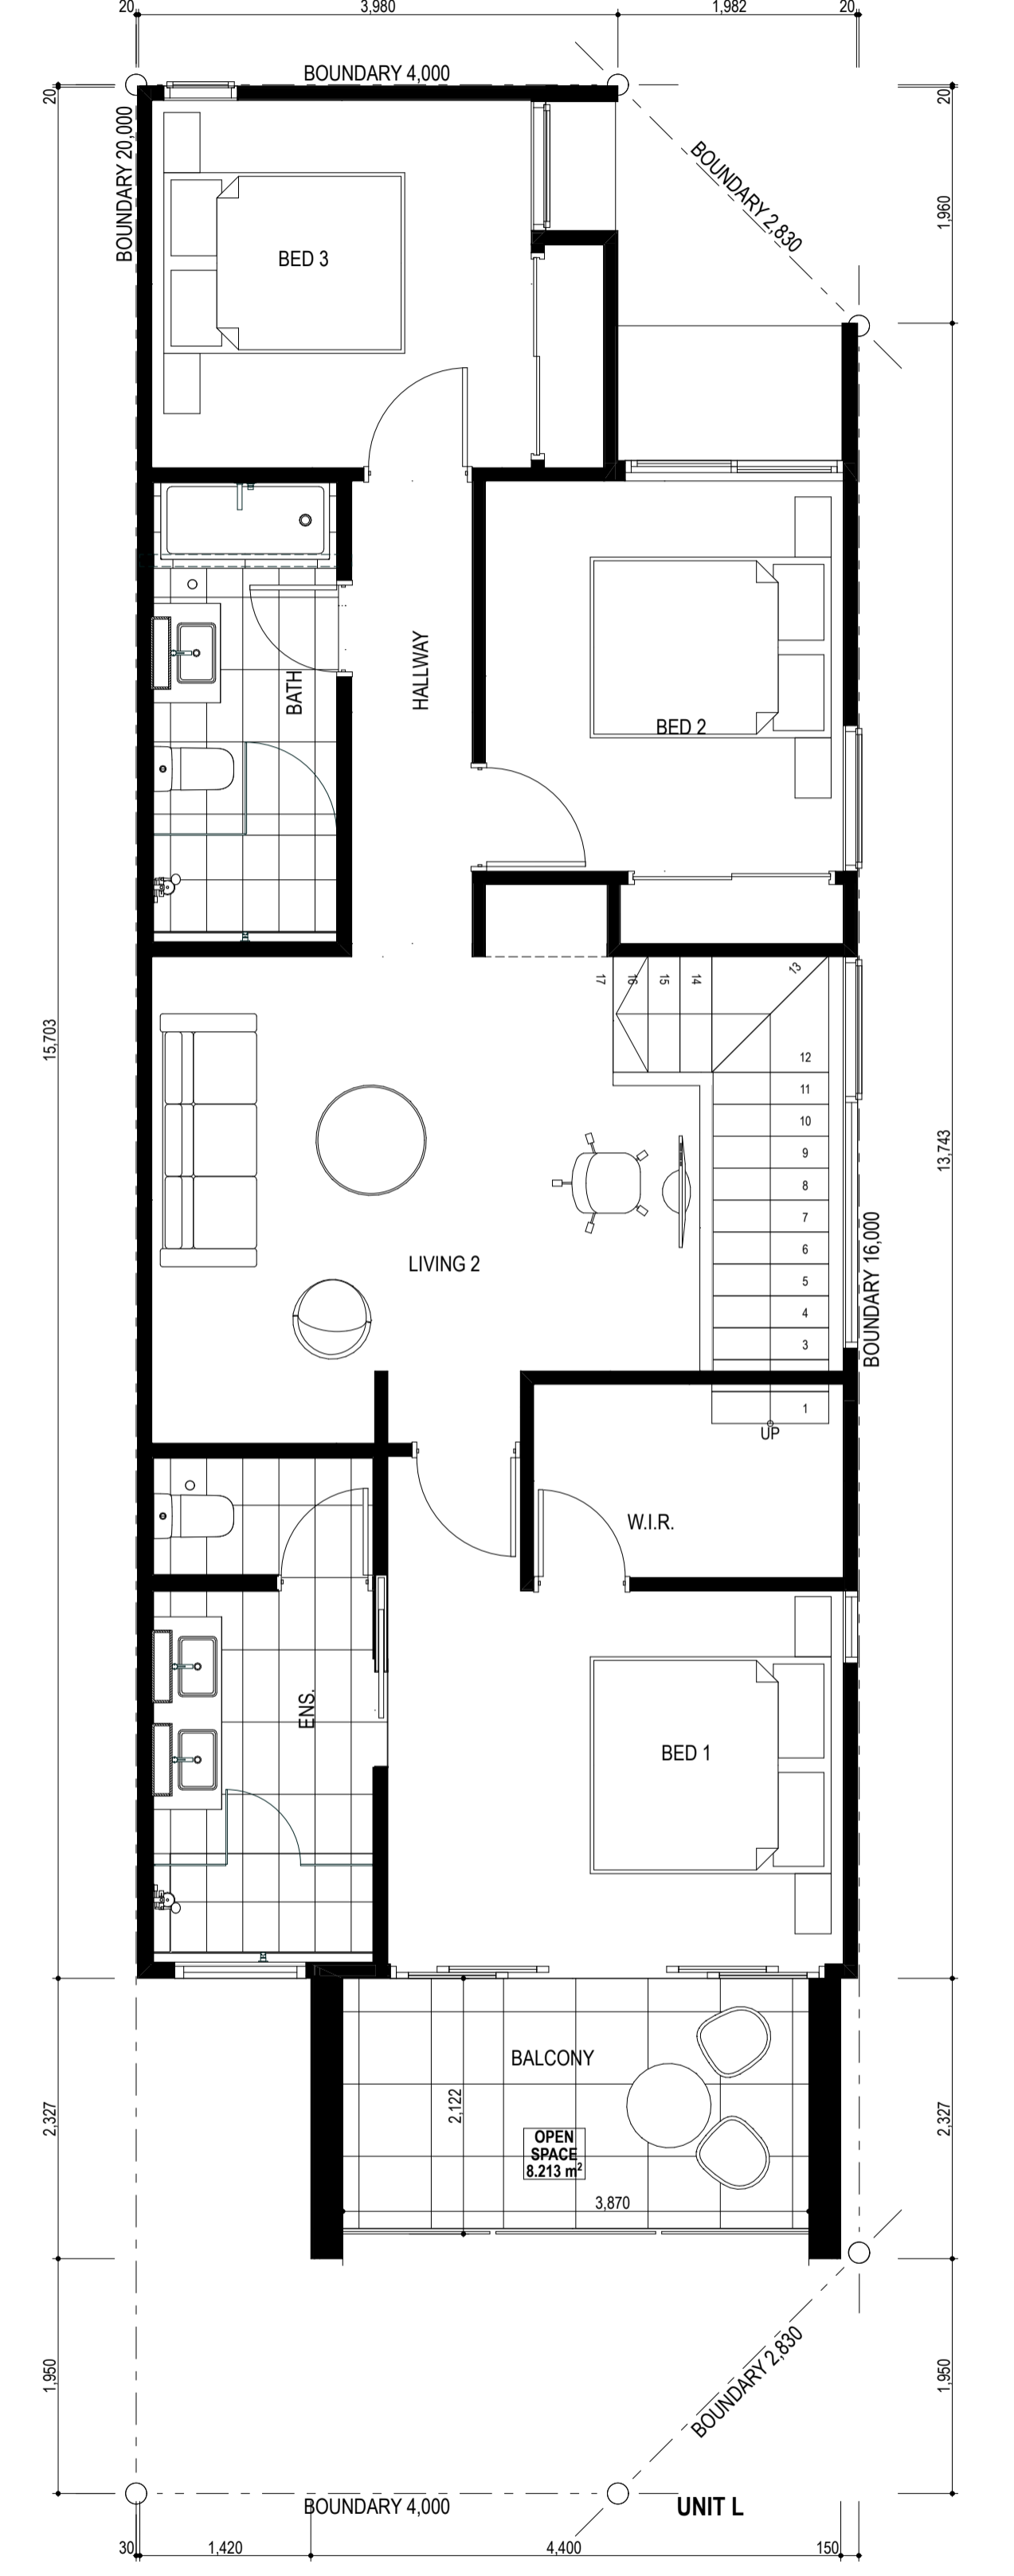 20
3,980
1,982
20
BOUNDARY 4,000
20
20
BOUNDARY 20,000
BOUNDARY 2,830
1,960
BED 3
HALLWAY
BATH
BED 2
17
16
15
14
13
12
11
10
9
8
7
6
5
4
3
1
UP
15,703
13,743
BOUNDARY 16,000
LIVING 2
W.I.R.
ENS.
BED 1
BALCONY
2,122
OPEN
SPACE
8.213 m²
3,870
2,327
2,327
1,950
1,950
BOUNDARY 2,830
BOUNDARY 4,000
UNIT L
30
1,420
4,400
150